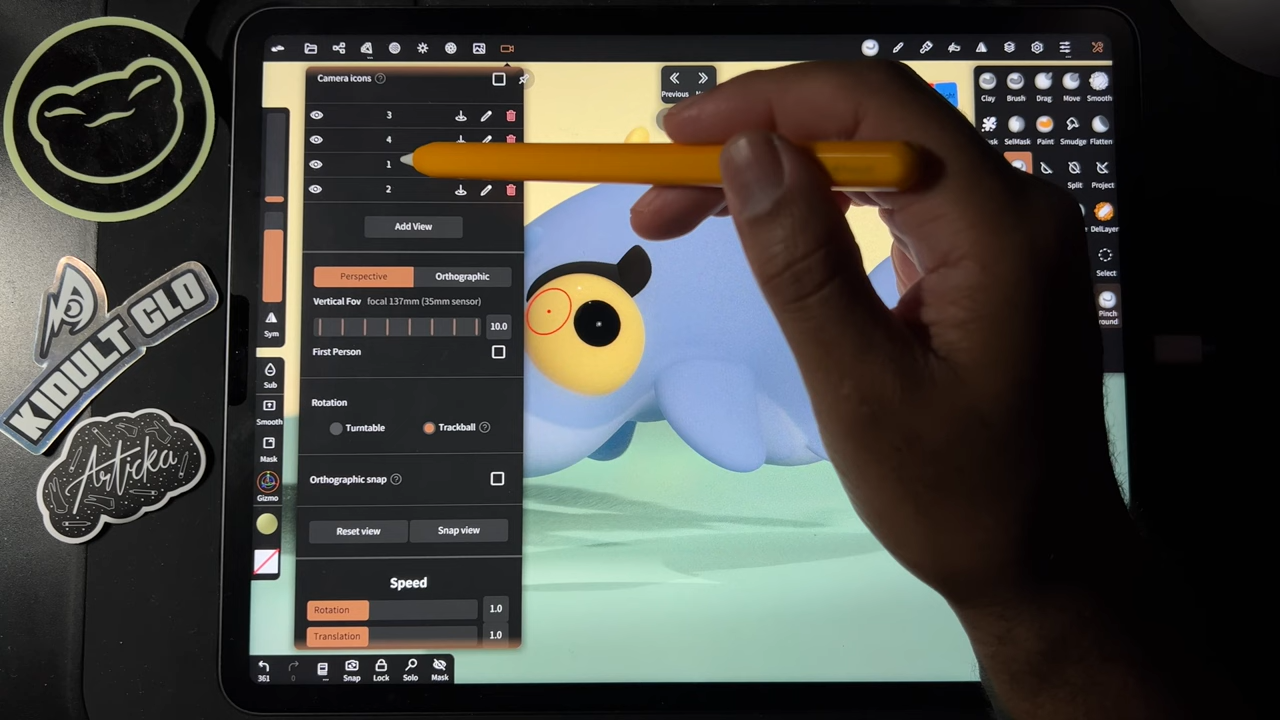 Camera icons ?
3
4
1
2
Add View
Perspective Orthographic
Vertical Fov focal 137mm (35mm sensor)
10.0
First Person
Rotation
Turntable Trackball ?
Orthographic snap ?
Reset view Snap view
Speed
Rotation 1.0
Translation 1.0
Previous
Sym
Sub
Smooth
Mask
Gizmo
361
0
Snap
Lock
Solo
Mask
Clay Brush Drag Move Smooth
SelMask Paint Smudge Flatten
Split Project
DelLayer
Select
Pinch
round
KIDULT CLO
Articka